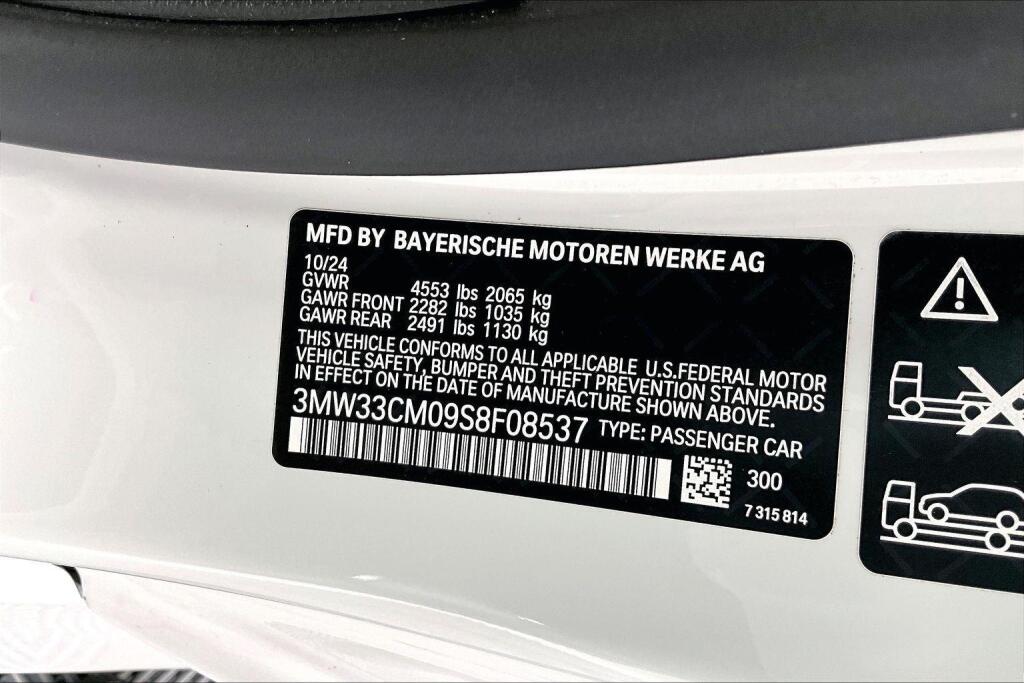 MFD BY BAYERISCHE MOTOREN WERKE AG
10/24
GVWR 4553 lbs 2065 kg
GAWR FRONT 2282 lbs 1035 kg
GAWR REAR 2491 lbs 1130 kg
THIS VEHICLE CONFORMS TO ALL APPLICABLE U.S.FEDERAL MOTOR
VEHICLE SAFETY, BUMPER AND THEFT PREVENTION STANDARDS
IN EFFECT ON THE DATE OF MANUFACTURE SHOWN ABOVE.
3MW33CM09S8F08537 TYPE: PASSENGER CAR
300
7 315 814